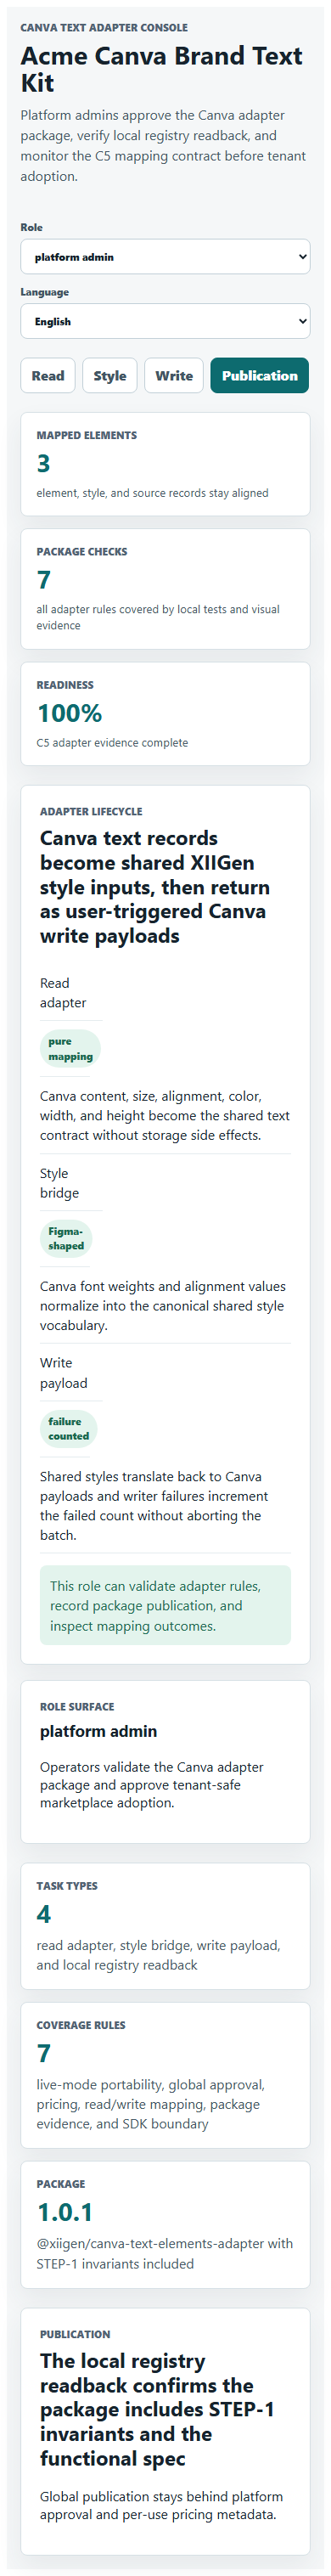 CANVA TEXT ADAPTER CONSOLE
Acme Canva Brand Text
Kit
Platform admins approve the Canva adapter
package, verify local registry readback, and
monitor the C5 mapping contract before tenant
adoption.
Role
platform admin
Language
English
Read
Style
Write
Publication
MAPPED ELEMENTS
3
element, style, and source records stay aligned
PACKAGE CHECKS
7
all adapter rules covered by local tests and visual
evidence
READINESS
100%
C5 adapter evidence complete
ADAPTER LIFECYCLE
Canva text records
become shared XIIGen
style inputs, then return
as user-triggered Canva
write payloads
Read
adapter
pure
mapping
Canva content, size, alignment, color,
width, and height become the shared text
contract without storage side effects.
Style
bridge
Figma-
shaped
Canva font weights and alignment values
normalize into the canonical shared style
vocabulary.
Write
payload
failure
counted
Shared styles translate back to Canva
payloads and writer failures increment
the failed count without aborting the
batch.
This role can validate adapter rules,
record package publication, and
inspect mapping outcomes.
ROLE SURFACE
platform admin
Operators validate the Canva adapter
package and approve tenant-safe
marketplace adoption.
TASK TYPES
4
read adapter, style bridge, write payload,
and local registry readback
COVERAGE RULES
7
live-mode portability, global approval,
pricing, read/write mapping, package
evidence, and SDK boundary
PACKAGE
1.0.1
@xiigen/canva-text-elements-adapter with
STEP-1 invariants included
PUBLICATION
The local registry
readback confirms the
package includes STEP-1
invariants and the
functional spec
Global publication stays behind platform
approval and per-use pricing metadata.